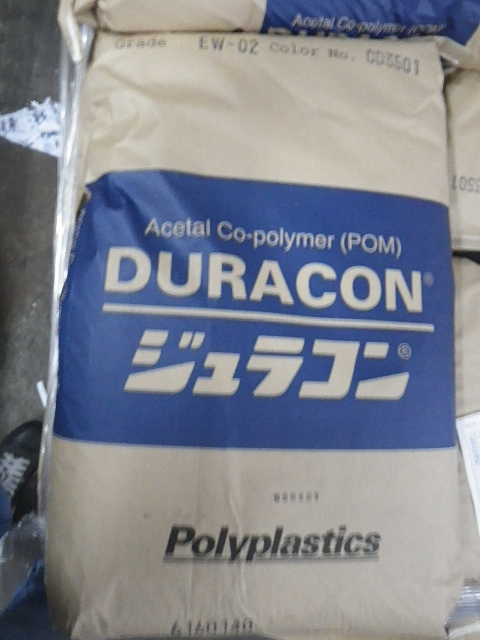 Acetal Co-polymer (POM)
Grade EW-02 Color No. CD3501
Acetal Co-polymer (POM)
DURACON®
ジュラコン®
Polyplastics
6160140